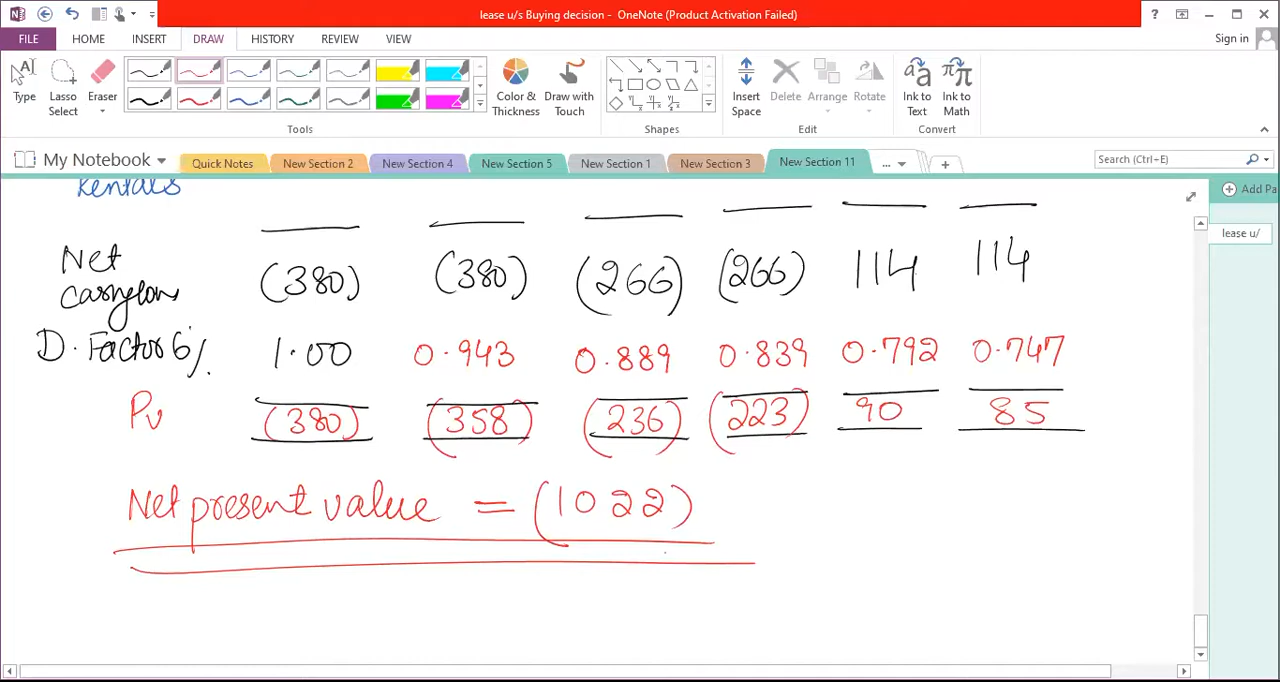 lease u/s Buying decision - OneNote (Product Activation Failed)
FILE HOME INSERT DRAW HISTORY REVIEW VIEW Sign in
Type Lasso Select Eraser Color & Thickness Draw with Touch Insert Space Delete Arrange Rotate Ink to Text Ink to Math
Tools Shapes Edit Convert
My Notebook Quick Notes New Section 2 New Section 4 New Section 5 New Section 1 New Section 3 New Section 11 ... Search (Ctrl+E)
Add Pa
lease u/
Rentals
Net (380) (380) (266) (266) 114 114
D. Factor 6% 1.00 0.943 0.889 0.839 0.792 0.747
Pv (380) (358) (236) (223) 90 85
Net present value = (1022)